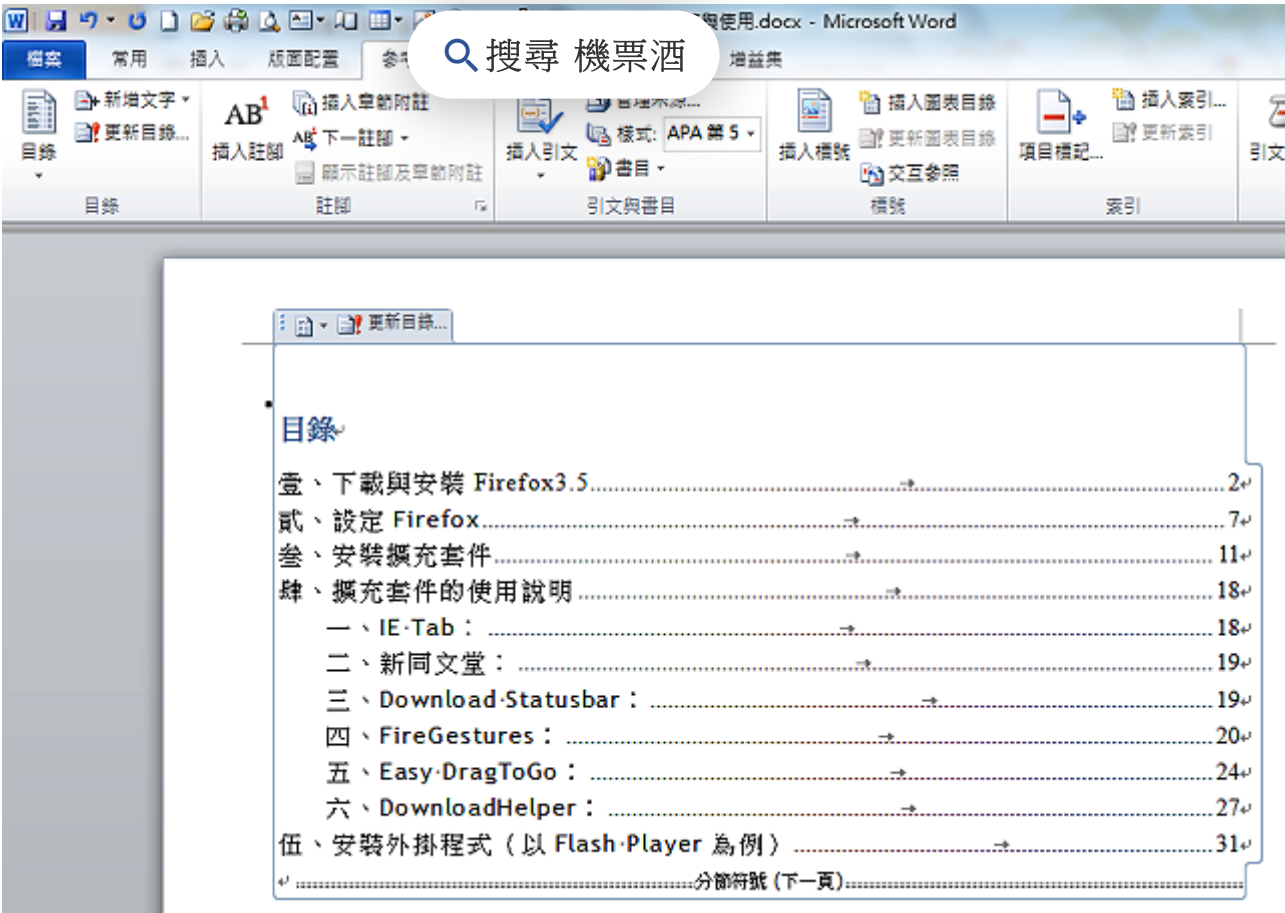 與使用.docx - Microsoft Word
搜尋 機票酒
檔案 常用 插入 版面配置 增益集
目錄
新增文字
更新目錄...
目錄
AB1
插入註腳
插入章節附註
AB1 下一註腳
顯示註腳及章節附註
註腳
插入引文
管理來源...
樣式: APA 第 5
書目
引文與書目
插入標號
插入圖表目錄
更新圖表目錄
交互參照
標號
項目標記...
插入索引...
更新索引
索引
引文
更新目錄...
目錄
壹、下載與安裝 Firefox3.5 2
貳、設定 Firefox 7
叁、安裝擴充套件 11
肆、擴充套件的使用說明 18
一、IE·Tab： 18
二、新同文堂： 19
三、Download·Statusbar： 19
四、FireGestures： 20
五、Easy·DragToGo： 24
六、DownloadHelper： 27
伍、安裝外掛程式（以 Flash·Player 為例） 31
分節符號 (下一頁)